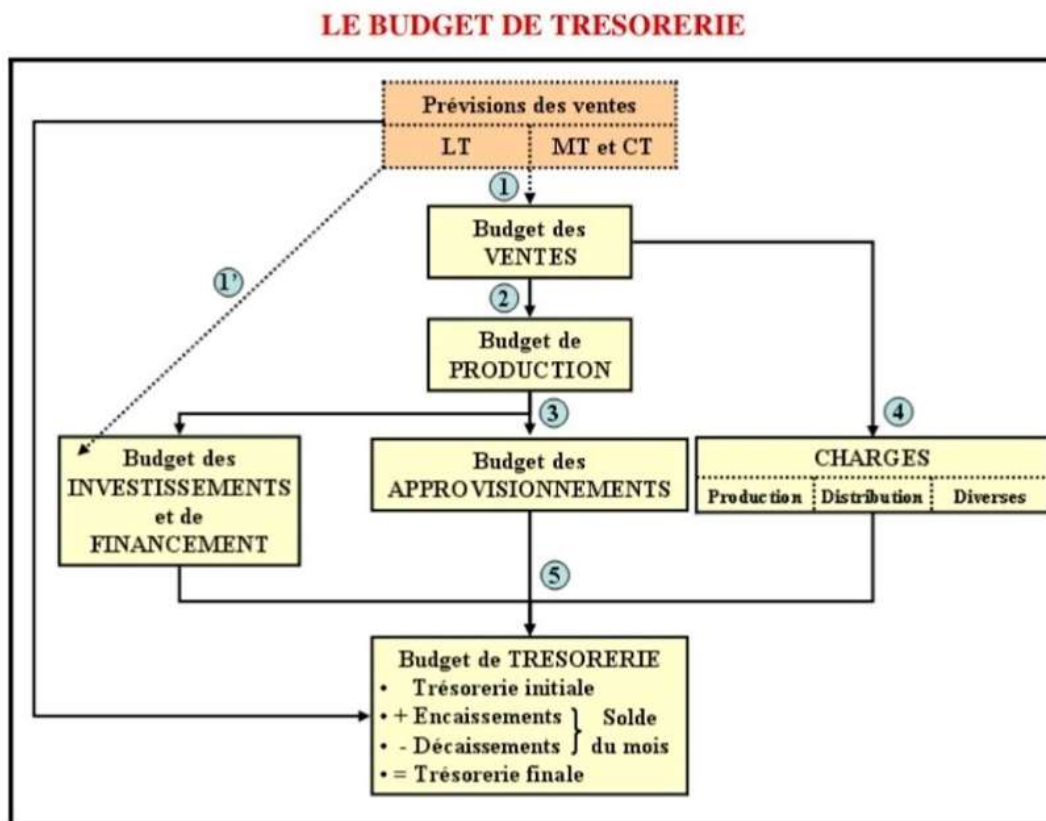 LE BUDGET DE TRESORERIE
Prévisions des ventes
LT
MT et CT
1
Budget des
VENTES
1'
2
Budget de
PRODUCTION
3
4
Budget des
INVESTISSEMENTS
et de
FINANCEMENT
Budget des
APPROVISIONNEMENTS
CHARGES
Production
Distribution
Diverses
5
Budget de TRESORERIE
• Trésorerie initiale
• + Encaissements
• - Décaissements
} Solde
du mois
• = Trésorerie finale